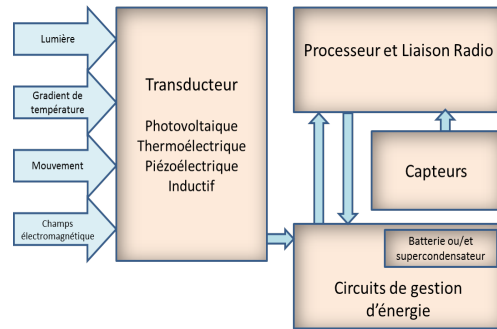 Lumière
Gradient de
température
Mouvement
Champs
électromagnétique
Transducteur
Photovoltaique
Thermoélectrique
Piézoélectrique
Inductif
Processeur et Liaison Radio
Capteurs
Batterie ou/et
supercondensateur
Circuits de gestion
d'énergie